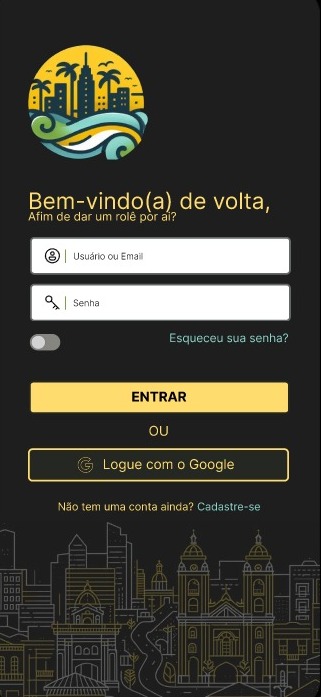 Bem-vindo(a) de volta,
Afim de dar um rolê por aí?
Usuário ou Email
Senha
Esqueceu sua senha?
ENTRAR
OU
Logue com o Google
Não tem uma conta ainda? Cadastre-se